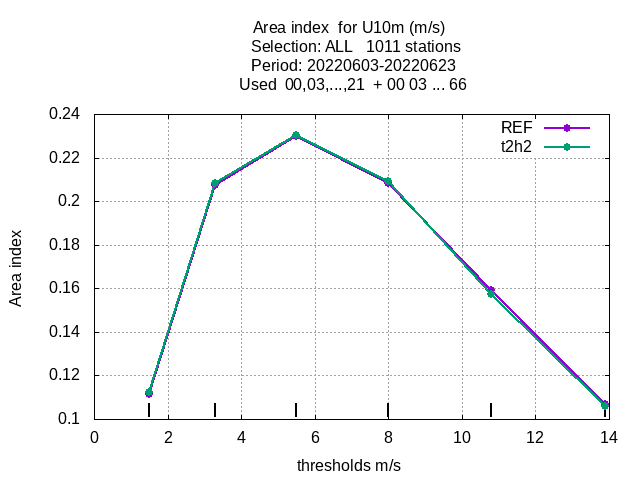 Area index  for U10m (m/s)
Selection: ALL   1011 stations
Period: 20220603-20220623
Used  00,03,...,21  + 00 03 ... 66
REF
t2h2
0.24
0.22
0.2
0.18
0.16
0.14
0.12
0.1
Area index
0 2 4 6 8 10 12 14
thresholds m/s